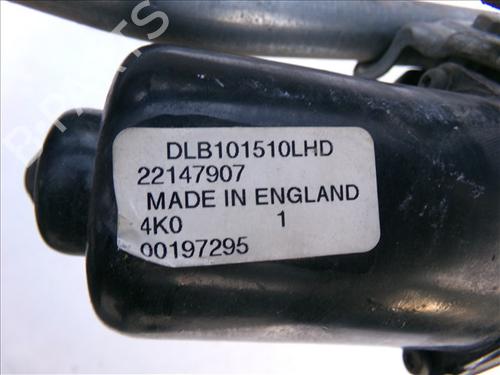 DLB101510LHD
22147907
MADE IN ENGLAND
4K0 1
00197295